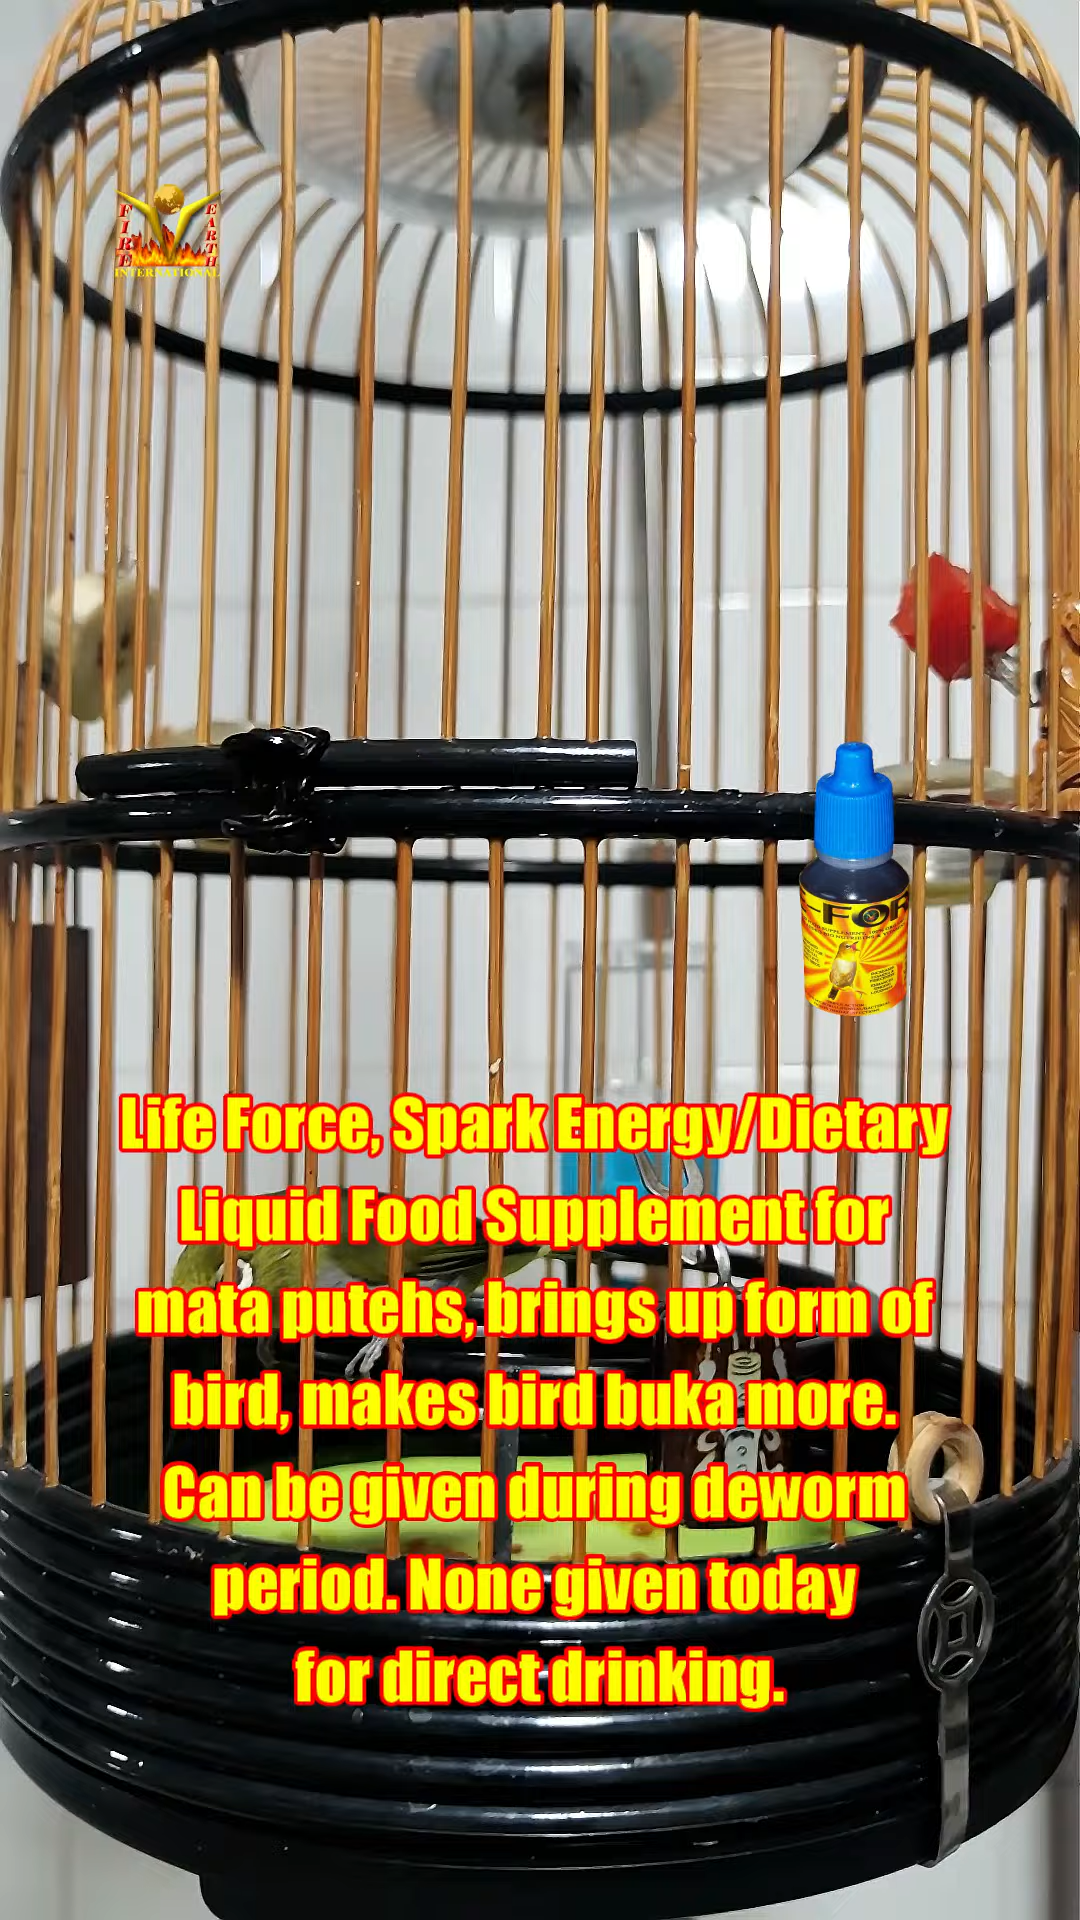 FIRE
EARTH
INTERNATIONAL
E-FOR
Life Force, Spark Energy/Dietary
Liquid Food Supplement for
mata putehs, brings up form of
bird, makes bird buka more.
Can be given during deworm
period. None given today
for direct drinking.